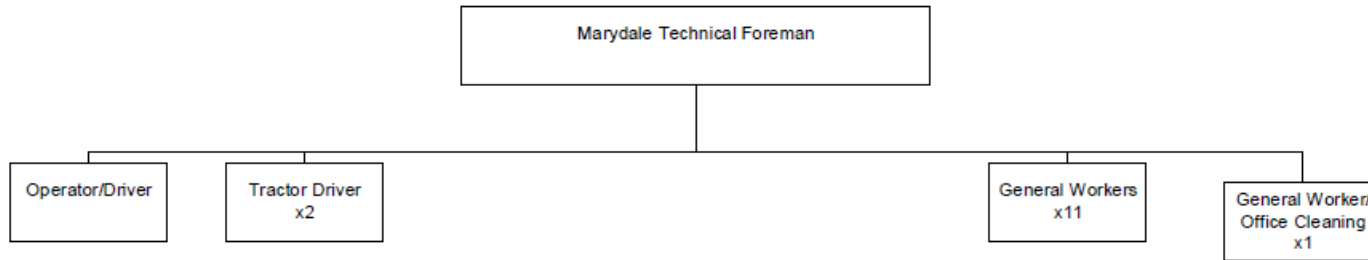 Marydale Technical Foreman
Operator/Driver
Tractor Driver
x2
General Workers
x11
General Worker/
Office Cleaning
x1